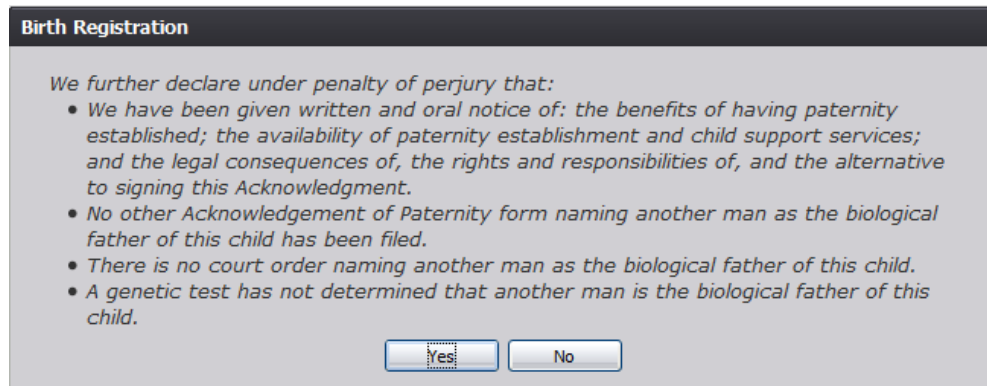 Birth Registration
We further declare under penalty of perjury that:
• We have been given written and oral notice of: the benefits of having paternity
established; the availability of paternity establishment and child support services;
and the legal consequences of, the rights and responsibilities of, and the alternative
to signing this Acknowledgment.
• No other Acknowledgement of Paternity form naming another man as the biological
father of this child has been filed.
• There is no court order naming another man as the biological father of this child.
• A genetic test has not determined that another man is the biological father of this
child.
Yes No